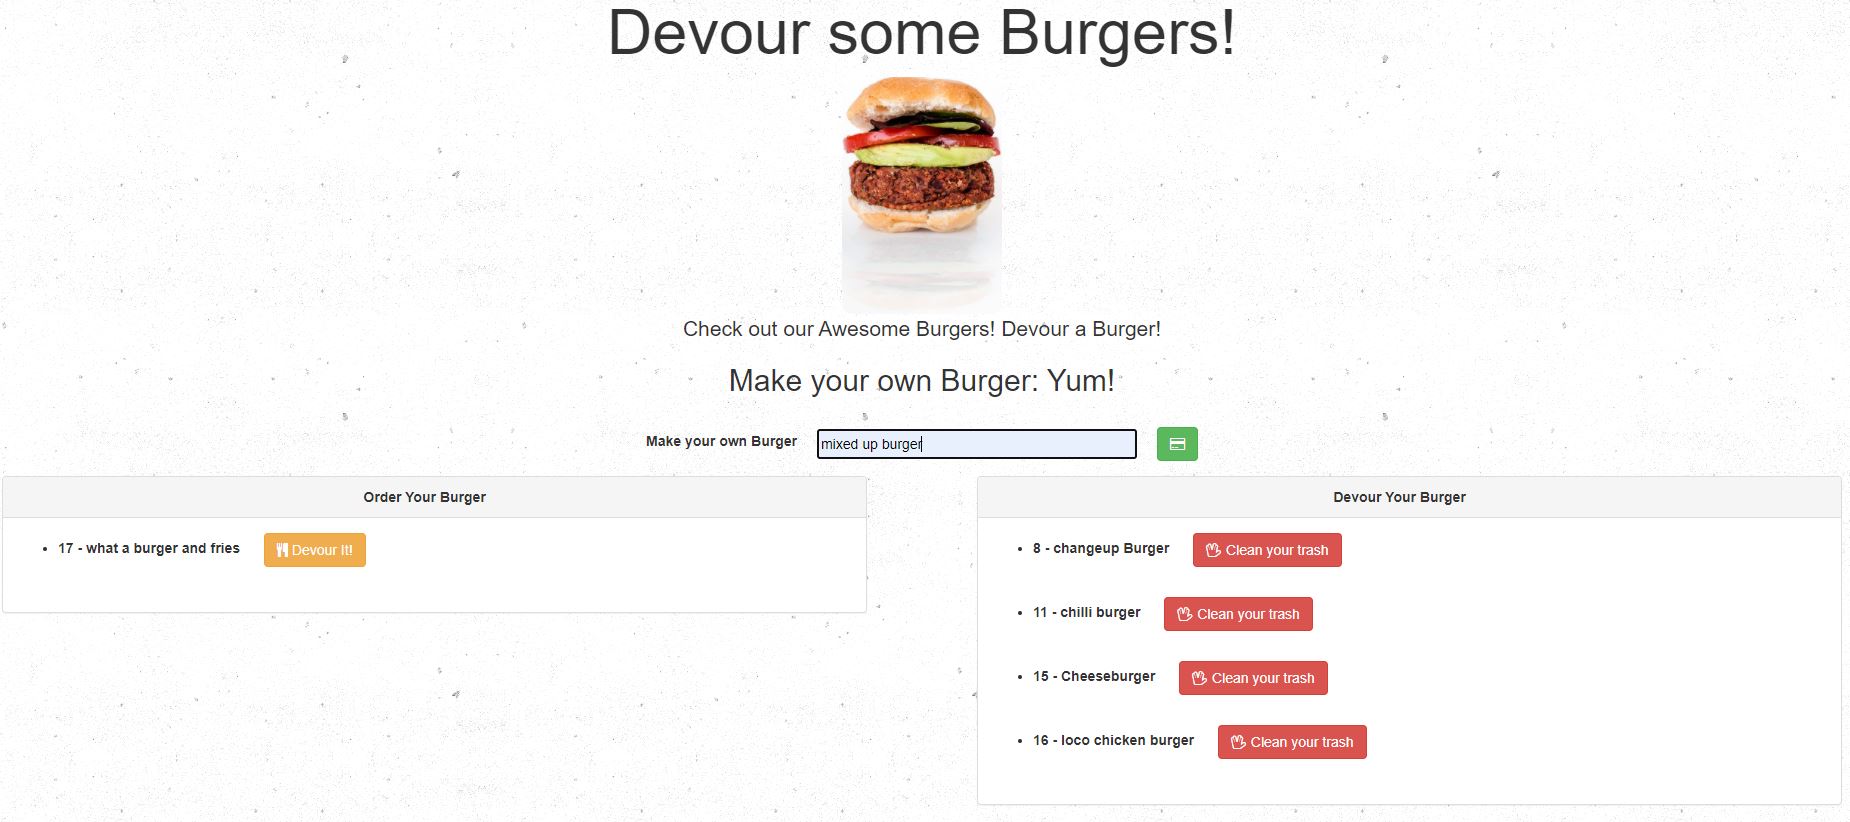 Devour some Burgers!
Check out our Awesome Burgers! Devour a Burger!
Make your own Burger: Yum!
Make your own Burger mixed up burger
Order Your Burger
17 - what a burger and fries Devour It!
Devour Your Burger
8 - changeup Burger Clean your trash
11 - chilli burger Clean your trash
15 - Cheeseburger Clean your trash
16 - loco chicken burger Clean your trash